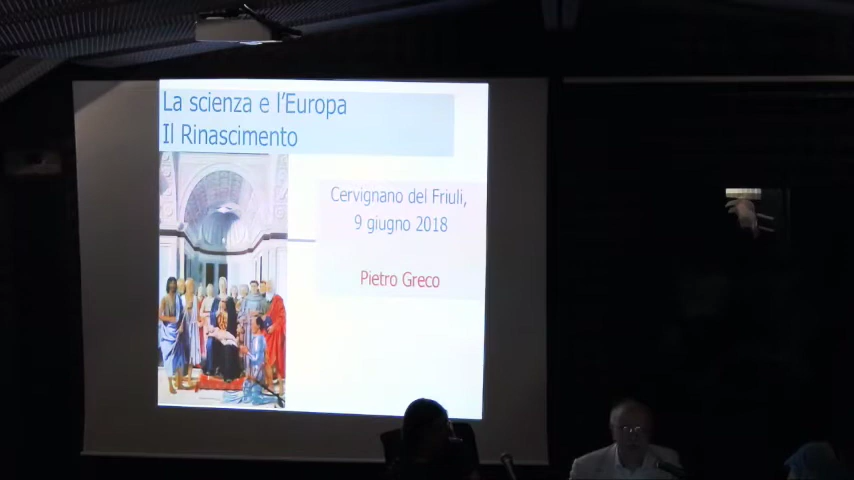 La scienza e l'Europa
Il Rinascimento
Cervignano del Friuli,
9 giugno 2018
Pietro Greco